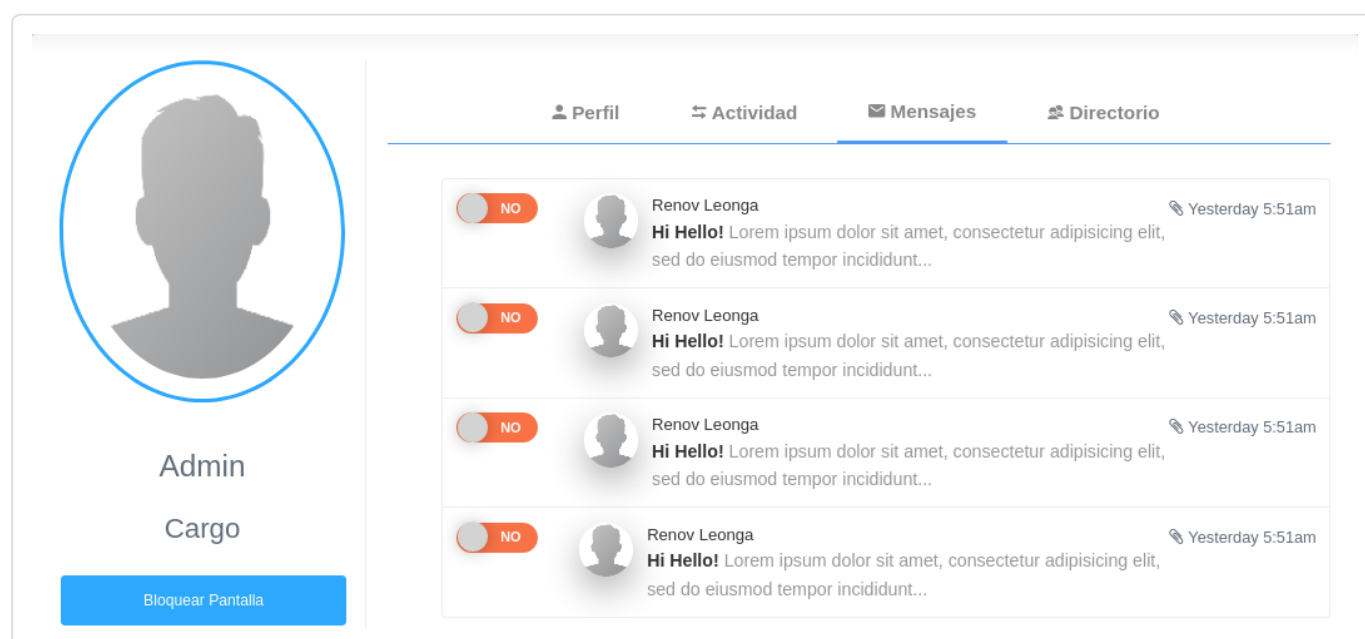 Perfil Actividad Mensajes Directorio
NO Renov Leonga Yesterday 5:51am
Hi Hello! Lorem ipsum dolor sit amet, consectetur adipisicing elit,
sed do eiusmod tempor incididunt...
NO Renov Leonga Yesterday 5:51am
Hi Hello! Lorem ipsum dolor sit amet, consectetur adipisicing elit,
sed do eiusmod tempor incididunt...
NO Renov Leonga Yesterday 5:51am
Hi Hello! Lorem ipsum dolor sit amet, consectetur adipisicing elit,
sed do eiusmod tempor incididunt...
NO Renov Leonga Yesterday 5:51am
Hi Hello! Lorem ipsum dolor sit amet, consectetur adipisicing elit,
sed do eiusmod tempor incididunt...
Admin
Cargo
Bloquear Pantalla